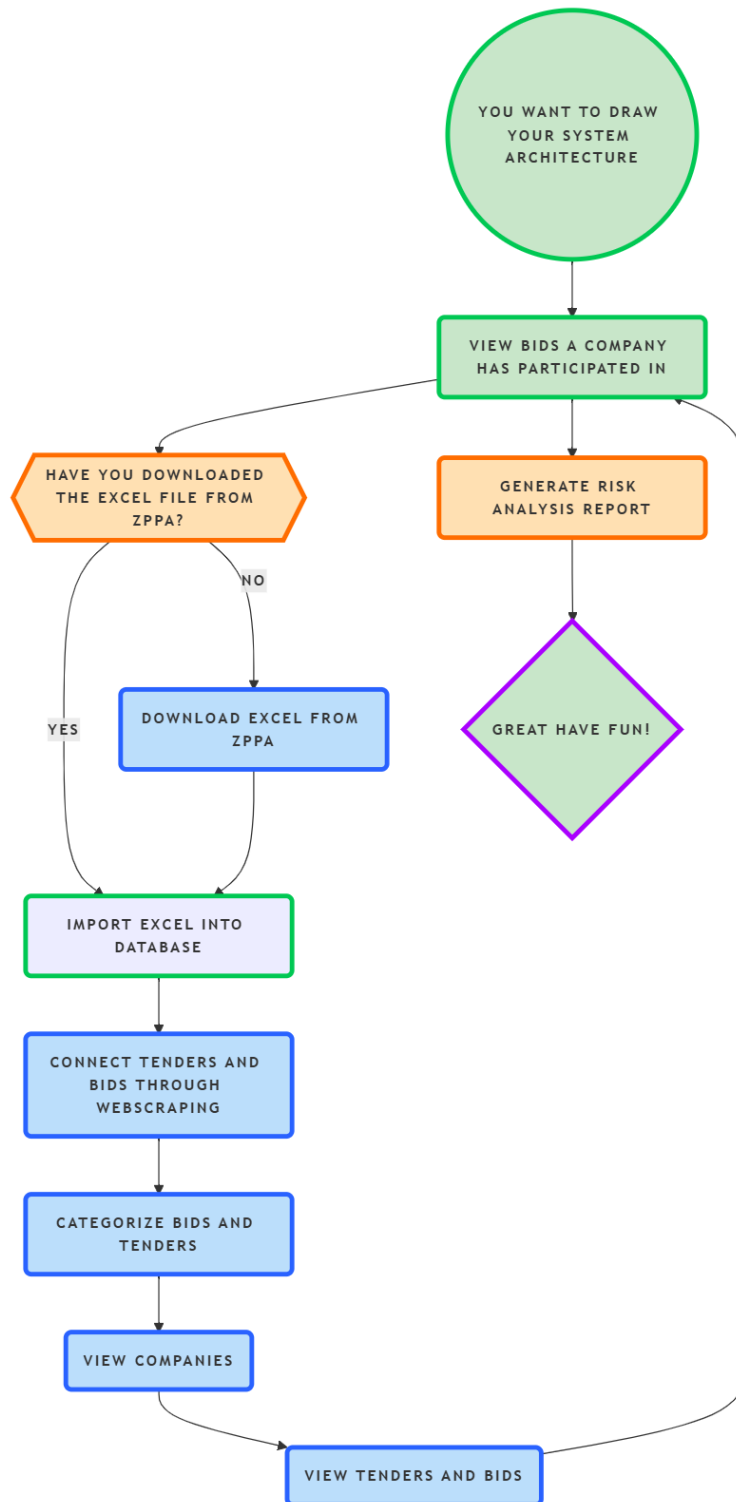 YOU WANT TO DRAW
YOUR SYSTEM
ARCHITECTURE
VIEW BIDS A COMPANY
HAS PARTICIPATED IN
HAVE YOU DOWNLOADED
THE EXCEL FILE FROM
ZPPA?
GENERATE RISK
ANALYSIS REPORT
NO
YES
DOWNLOAD EXCEL FROM
ZPPA
GREAT HAVE FUN!
IMPORT EXCEL INTO
DATABASE
CONNECT TENDERS AND
BIDS THROUGH
WEBSCRAPING
CATEGORIZE BIDS AND
TENDERS
VIEW COMPANIES
VIEW TENDERS AND BIDS